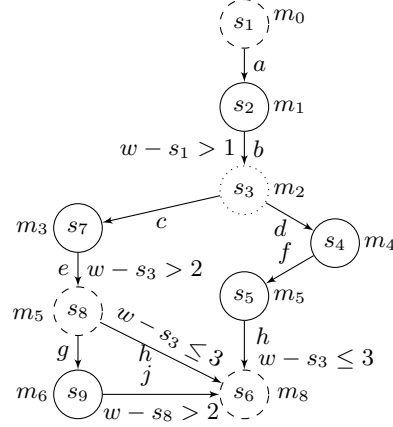 s₁ m₀
a
s₂ m₁
w − s₁ > 1 b
s₃ m₂
c d
m₃ s₇ s₄ m₄
f
e w − s₃ > 2
s₅ m₅
m₅ s₈ w − s₃ ≤ 3
g h h
j w − s₃ ≤ 3
m₆ s₉ s₆ m₈
w − s₈ > 2